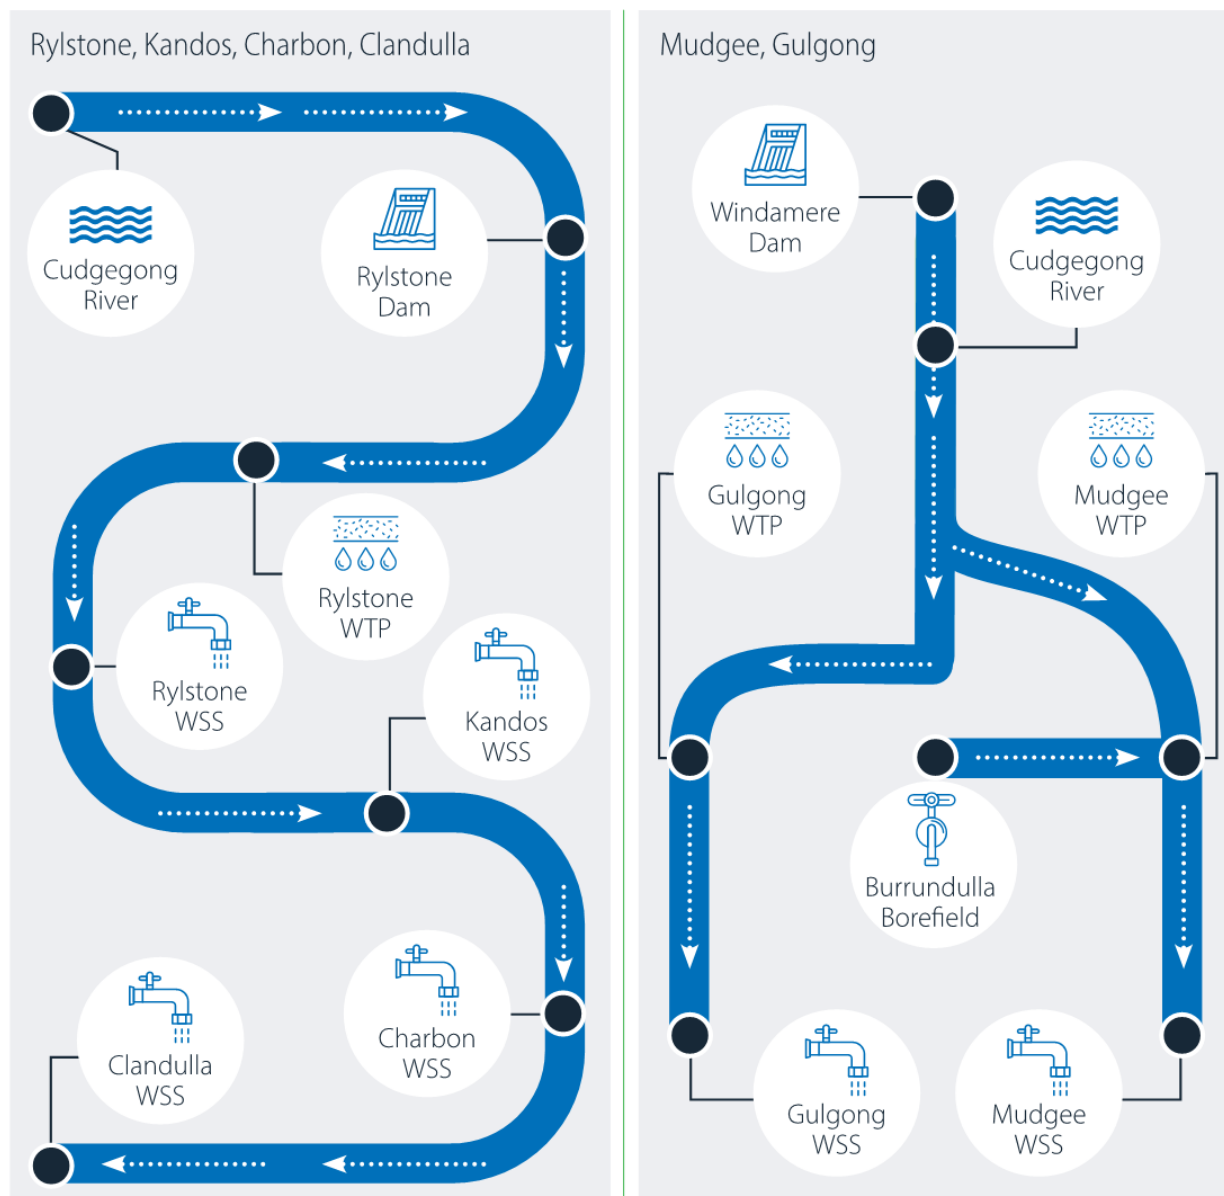 Rylstone, Kandos, Charbon, Clandulla
Cudgegong
River
Rylstone
Dam
Rylstone
WTP
Rylstone
WSS
Kandos
WSS
Charbon
WSS
Clandulla
WSS
Mudgee, Gulgong
Windamere
Dam
Cudgegong
River
Gulgong
WTP
Mudgee
WTP
Burrundulla
Borefield
Gulgong
WSS
Mudgee
WSS